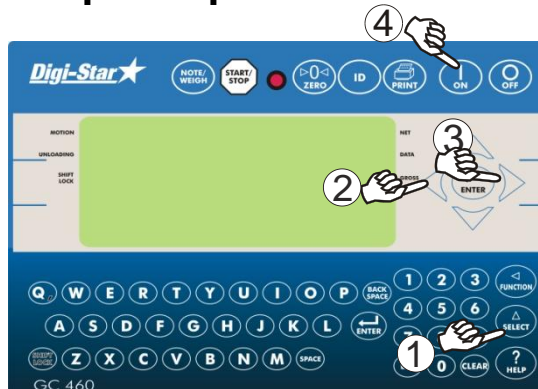 4
Digi-Star
NOTE/
WEIGH
START/
STOP
>0<
ZERO
ID
PRINT
ON
OFF
MOTION
UNLOADING
SHIFT
LOCK
NET
DATA
GROSS
3
2
ENTER
Q W E R T Y U I O P BACK
SPACE
1 2 3 FUNCTION
A S D F G H J K L ENTER
4 5 6 SELECT
SHIFT
LOCK
Z X C V B N M SPACE
1
0 CLEAR ?
HELP
GC 460